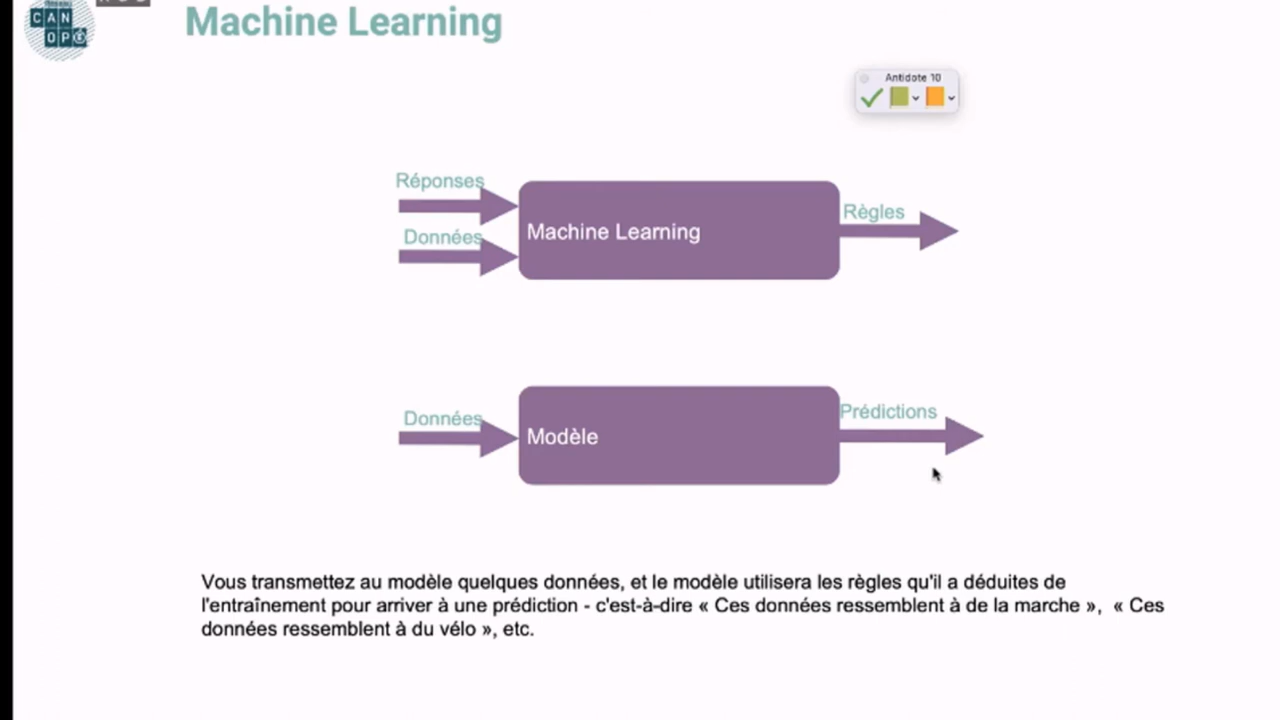 CAN
OPÉ
Machine Learning
Antidote 10
Réponses
Données
Machine Learning
Règles
Données
Modèle
Prédictions
Vous transmettez au modèle quelques données, et le modèle utilisera les règles qu'il a déduites de
l'entraînement pour arriver à une prédiction - c'est-à-dire « Ces données ressemblent à de la marche », « Ces
données ressemblent à du vélo », etc.